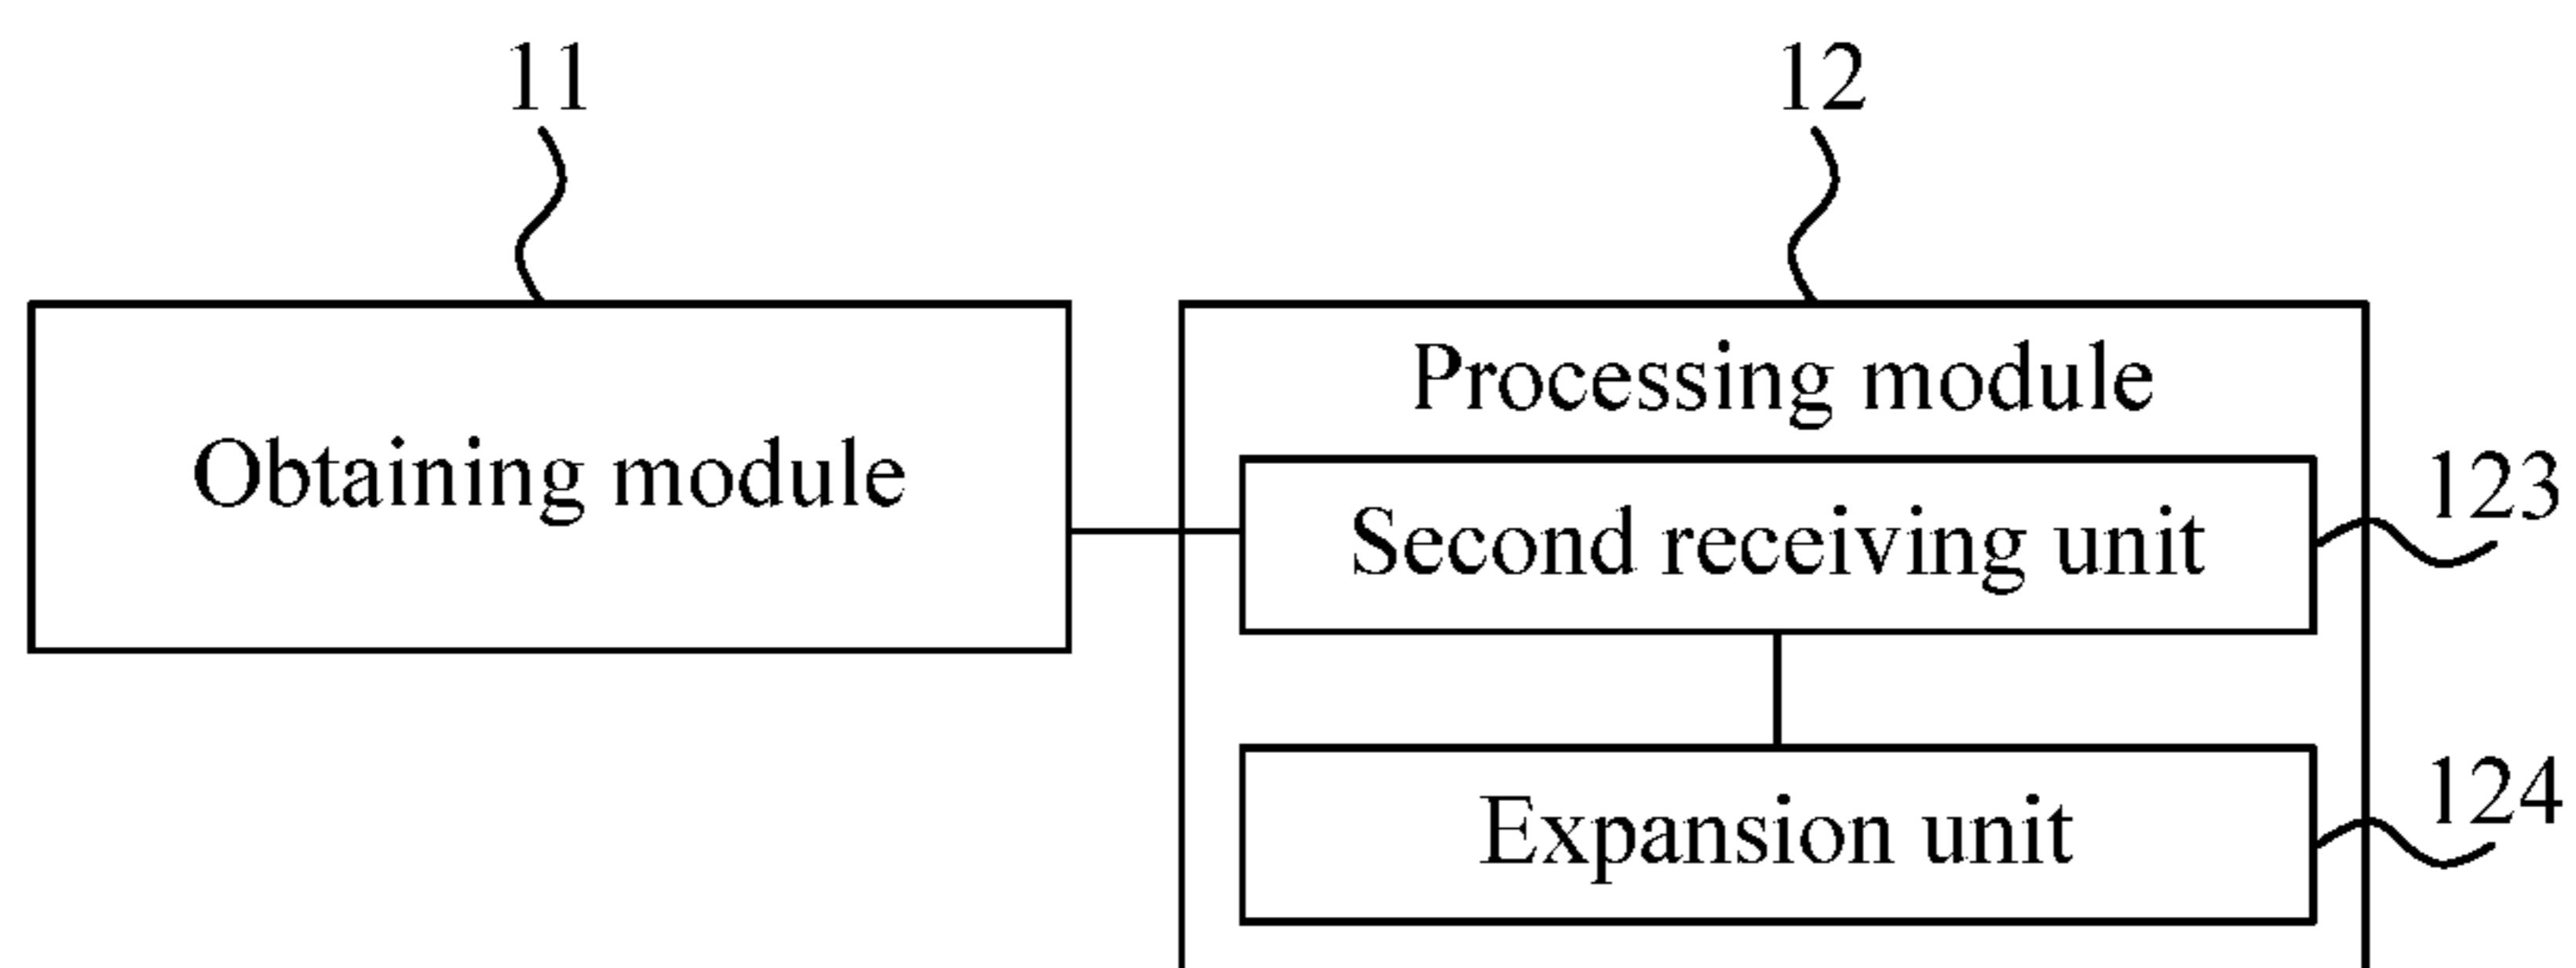 11
12
Processing module
Obtaining module
Second receiving unit
123
Expansion unit
124